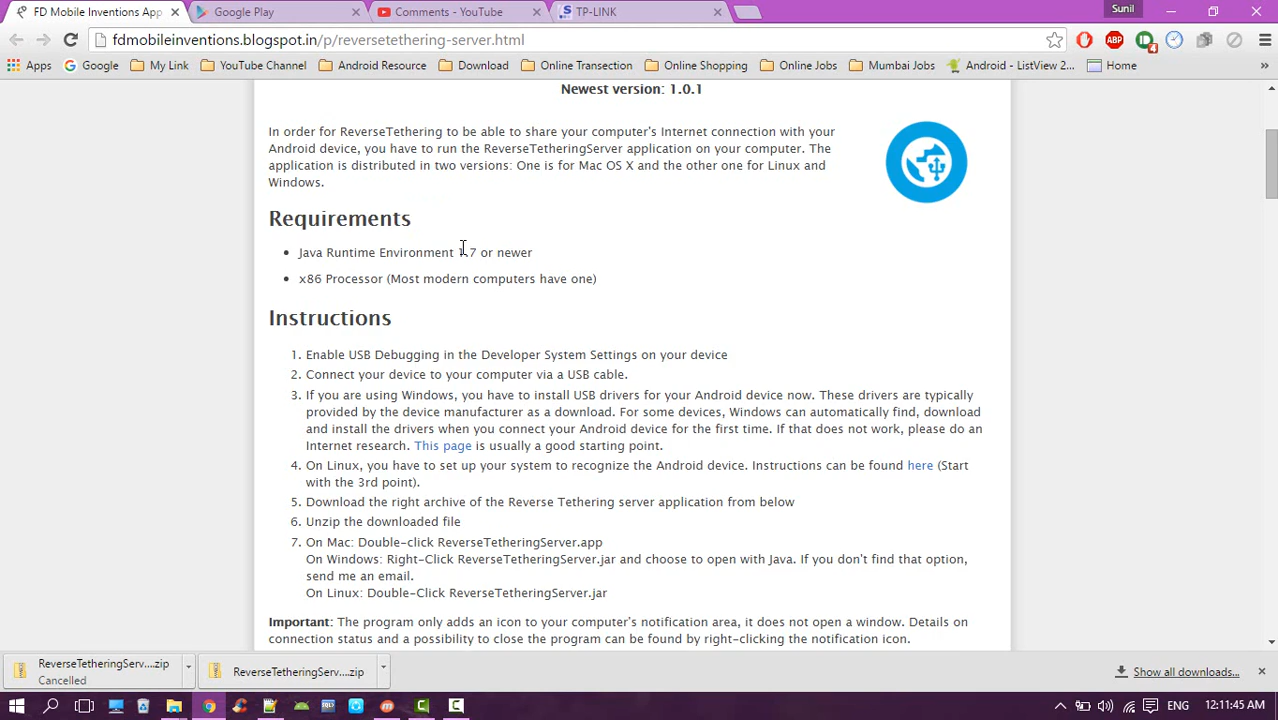 FD Mobile Inventions App
Google Play
Comments - YouTube
TP-LINK
Sunil
fdmobileinventions.blogspot.in/p/reversetethering-server.html
ABP
4
Apps
Google
My Link
YouTube Channel
Android Resource
Download
Online Transection
Online Shopping
Online Jobs
Mumbai Jobs
Android - ListView 2...
Home
»
Newest version: 1.0.1
In order for ReverseTethering to be able to share your computer's Internet connection with your
Android device, you have to run the ReverseTetheringServer application on your computer. The
application is distributed in two versions: One is for Mac OS X and the other one for Linux and
Windows.
Requirements
• Java Runtime Environment 1.7 or newer
• x86 Processor (Most modern computers have one)
Instructions
1. Enable USB Debugging in the Developer System Settings on your device
2. Connect your device to your computer via a USB cable.
3. If you are using Windows, you have to install USB drivers for your Android device now. These drivers are typically
provided by the device manufacturer as a download. For some devices, Windows can automatically find, download
and install the drivers when you connect your Android device for the first time. If that does not work, please do an
Internet research. This page is usually a good starting point.
4. On Linux, you have to set up your system to recognize the Android device. Instructions can be found here (Start
with the 3rd point).
5. Download the right archive of the Reverse Tethering server application from below
6. Unzip the downloaded file
7. On Mac: Double-click ReverseTetheringServer.app
On Windows: Right-Click ReverseTetheringServer.jar and choose to open with Java. If you don't find that option,
send me an email.
On Linux: Double-Click ReverseTetheringServer.jar
Important: The program only adds an icon to your computer's notification area, it does not open a window. Details on
connection status and a possibility to close the program can be found by right-clicking the notification icon.
ReverseTetheringServ....zip
Cancelled
ReverseTetheringServ....zip
Show all downloads...
ENG
12:11:45 AM